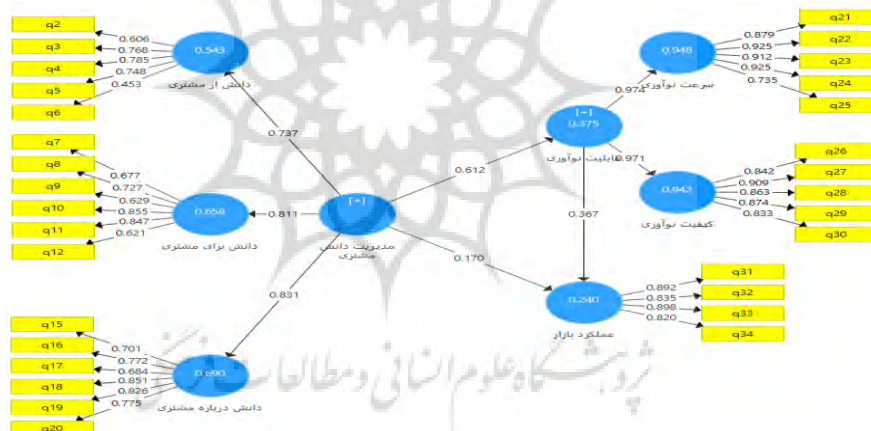 q2
q3
q4
q5
q6
0.606
0.768
0.785
0.748
0.453
0.543
دانش از مشتری
q7
q8
q9
q10
q11
q12
0.677
0.727
0.629
0.855
0.847
0.621
0.658
دانش برای مشتری
q15
q16
q17
q18
q19
q20
0.701
0.772
0.684
0.851
0.826
0.775
0.690
دانش درباره مشتری
0.737
0.811
0.831
[+]
مدیریت دانش
مشتری
0.612
0.170
[+]
0.375
قابلیت نوآوری
0.974
0.971
0.367
0.948
سرعت نوآوری
0.879
0.925
0.912
0.925
0.735
q21
q22
q23
q24
q25
0.942
کیفیت نوآوری
0.842
0.909
0.863
0.874
0.833
q26
q27
q28
q29
q30
0.240
عملکرد بازار
0.892
0.835
0.898
0.820
q31
q32
q33
q34
پژوهشگاه علوم انسانی و مطالعات فرهنگی